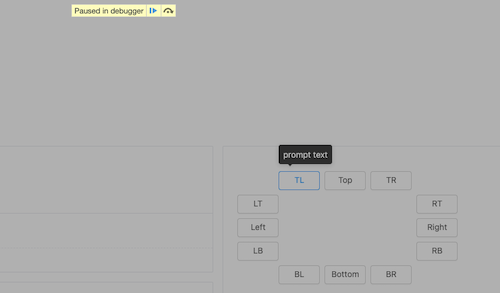 Paused in debugger
prompt text
TL Top TR
LT RT
Left Right
LB RB
BL Bottom BR